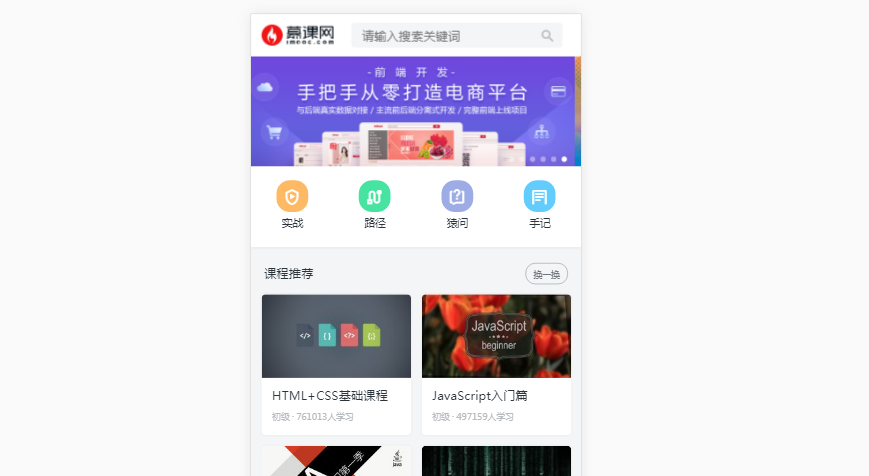 慕课网
imooc.com
请输入搜索关键词
-前端开发-
手把手从零打造电商平台
与后端真实数据对接 / 主流前后端分离式开发 / 完整前端上线项目
实战
路径
猿问
手记
课程推荐
换一换
</>
{ }
<?>
{;}
JavaScript
beginner
HTML+CSS基础课程
JavaScript入门篇
初级 · 761013人学习
初级 · 497159人学习
第一季
Java